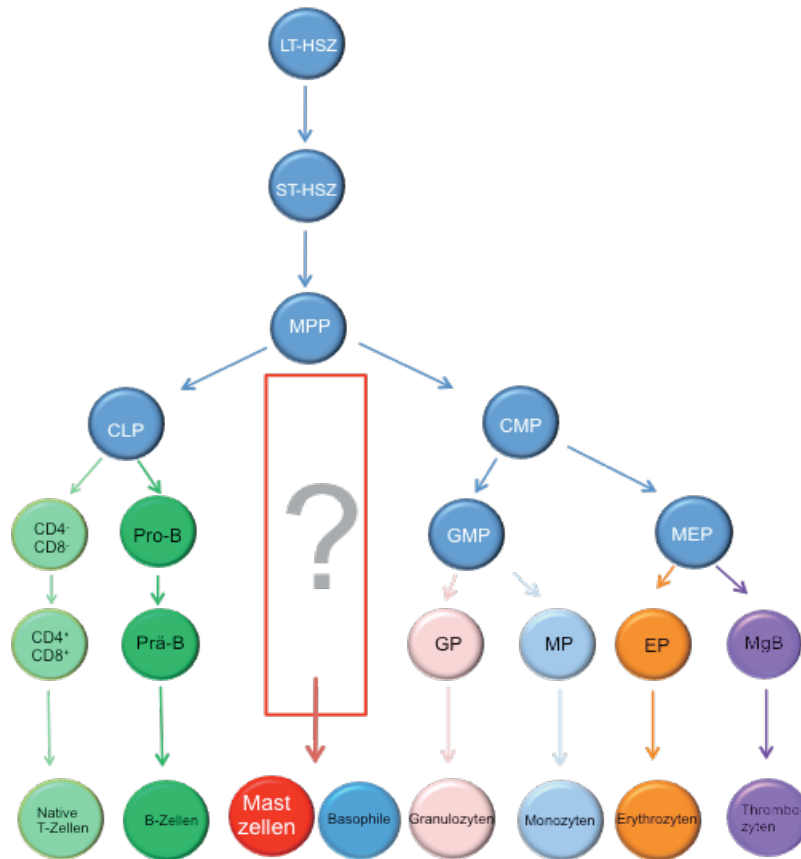 LT-HSZ
ST-HSZ
MPP
CLP
CMP
CD4⁻
CD8⁻
Pro-B
?
GMP
MEP
CD4⁺
CD8⁺
Prä-B
GP
MP
EP
MgB
Native
T-Zellen
B-Zellen
Mast
zellen
Basophile
Granulozyten
Monozyten
Erythrozyten
Thrombo
zyten